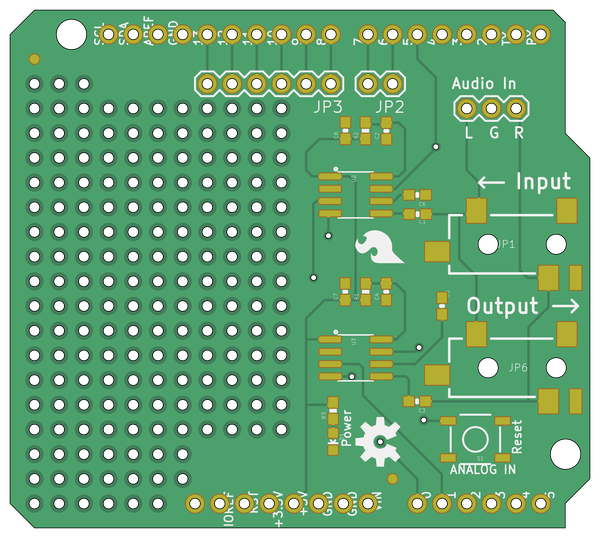 SCL SDA AREF GND 13 12 11 10 9 8 7 6 5 4 3 2 TX RX
Audio In
JP3 JP2
L G R
Input
JP1
Output
JP6
Power
Reset
ANALOG IN
IOREF RST +3.3V +5V GND GND VIN 0 1 2 3 4 5